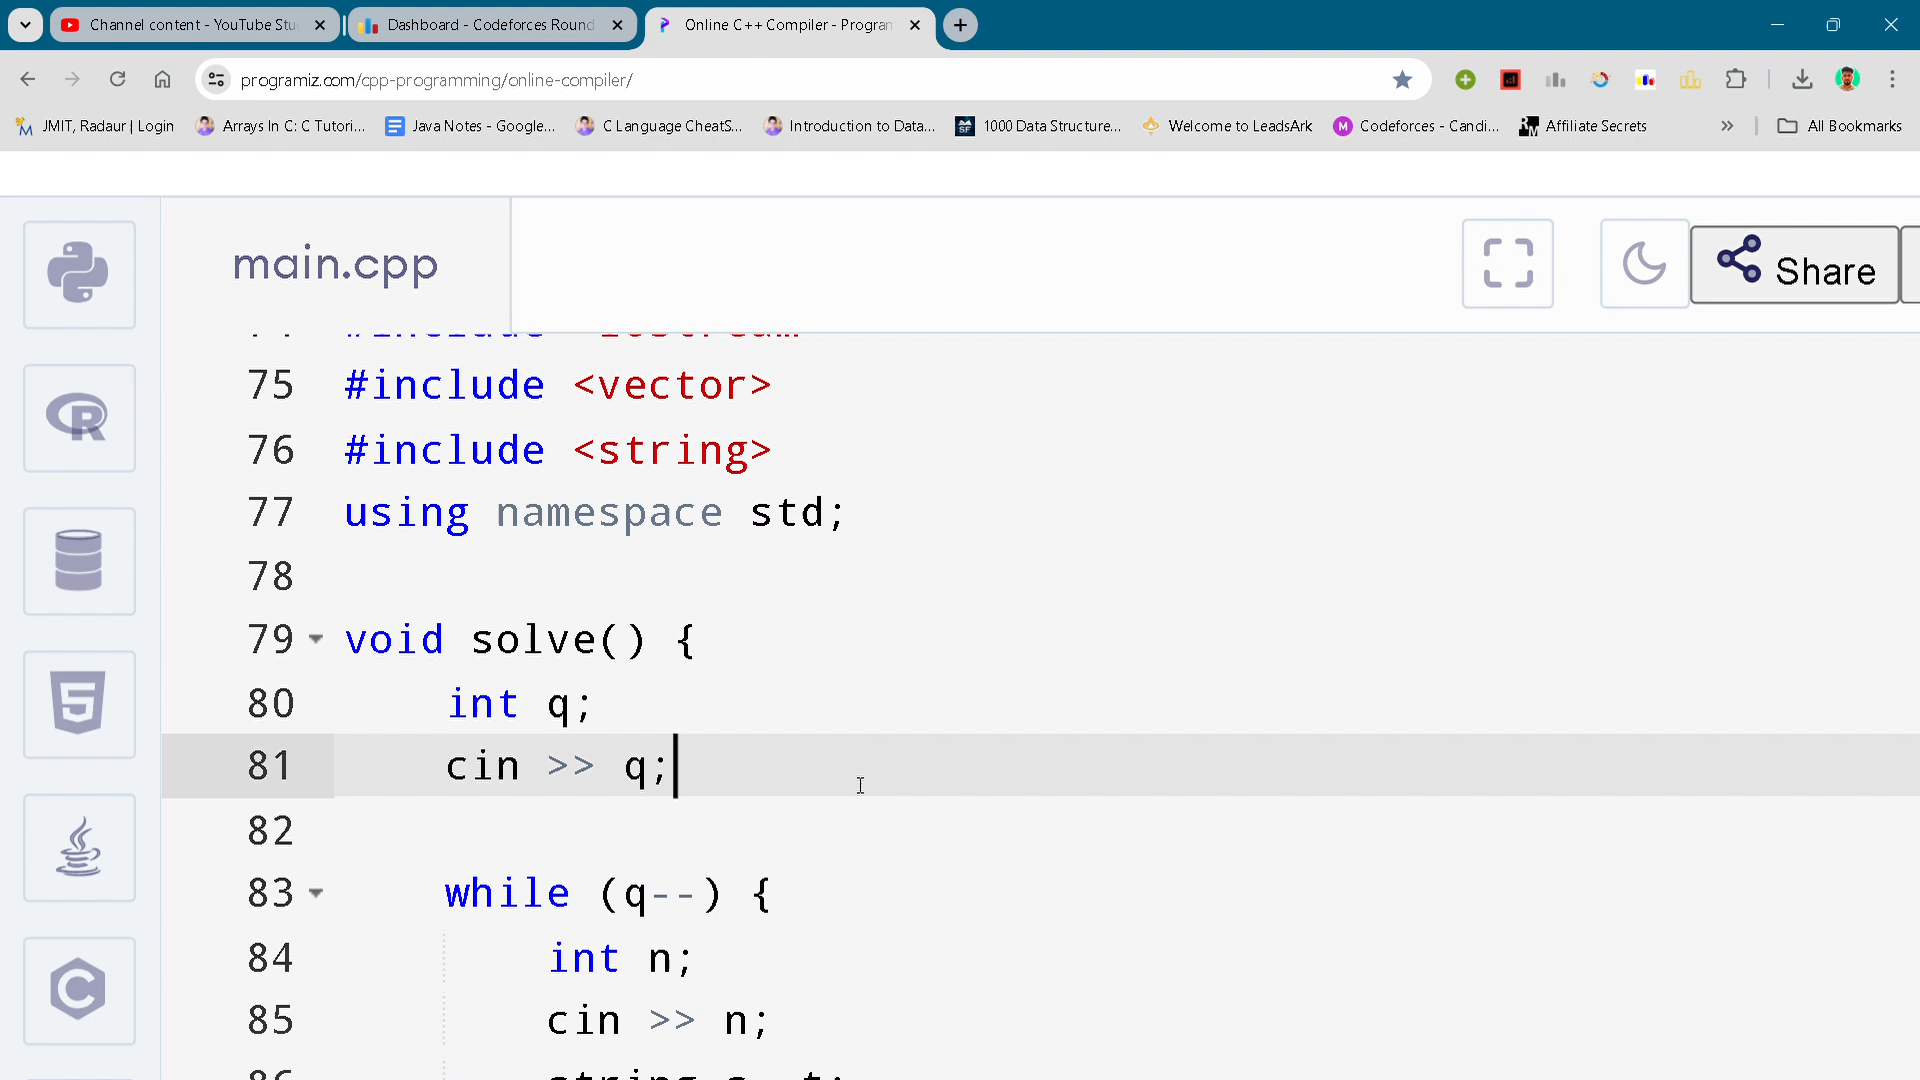 Channel content - YouTube Stu
Dashboard - Codeforces Round
Online C++ Compiler - Program
programiz.com/cpp-programming/online-compiler/
JMIT, Radaur | Login
Arrays In C: C Tutori...
Java Notes - Google...
C Language CheatS...
Introduction to Data...
1000 Data Structure...
Welcome to LeadsArk
Codeforces - Candi...
Affiliate Secrets
All Bookmarks
main.cpp
Share
75 #include <vector>
76 #include <string>
77 using namespace std;
78
79 void solve() {
80 int q;
81 cin >> q;
82
83 while (q--) {
84 int n;
85 cin >> n;